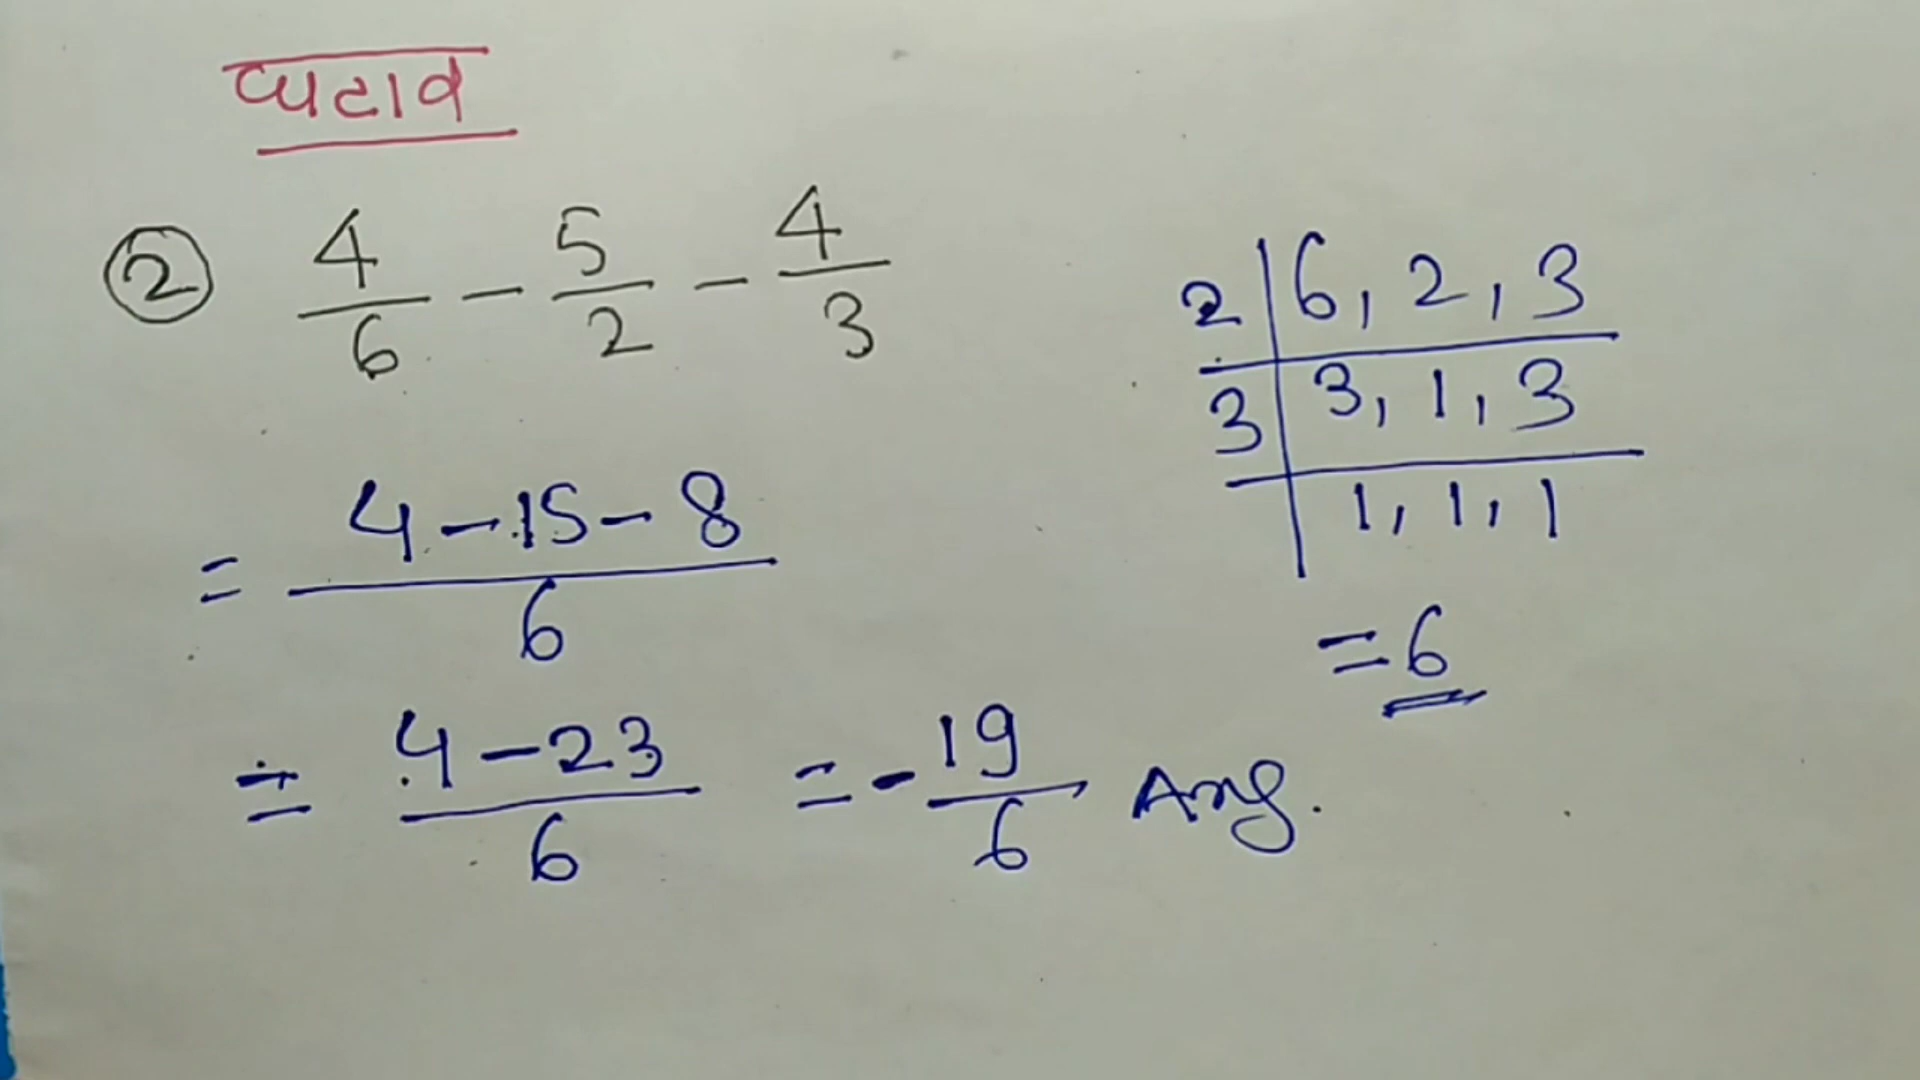 घटाव
② 4/6 - 5/2 - 4/3
= 4-15-8/6
= 4-23/6 = -19/6 Ans.
2 | 6, 2, 3
3 | 3, 1, 3
| 1, 1, 1
= 6